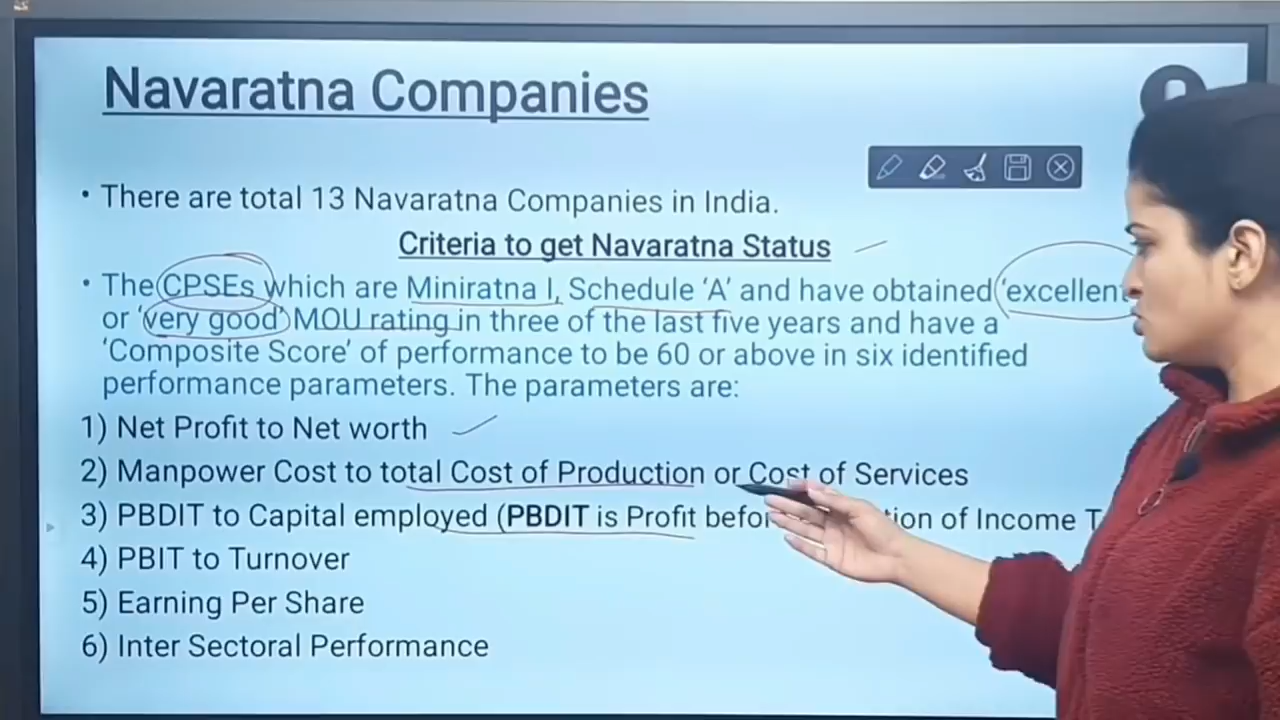 Navaratna Companies
• There are total 13 Navaratna Companies in India.
Criteria to get Navaratna Status
• The CPSEs which are Miniratna I, Schedule ‘A’ and have obtained ‘excellent
or ‘very good’ MOU rating in three of the last five years and have a
‘Composite Score’ of performance to be 60 or above in six identified
performance parameters. The parameters are:
1) Net Profit to Net worth
2) Manpower Cost to total Cost of Production or Cost of Services
3) PBDIT to Capital employed (PBDIT is Profit of Income
4) PBIT to Turnover
5) Earning Per Share
6) Inter Sectoral Performance